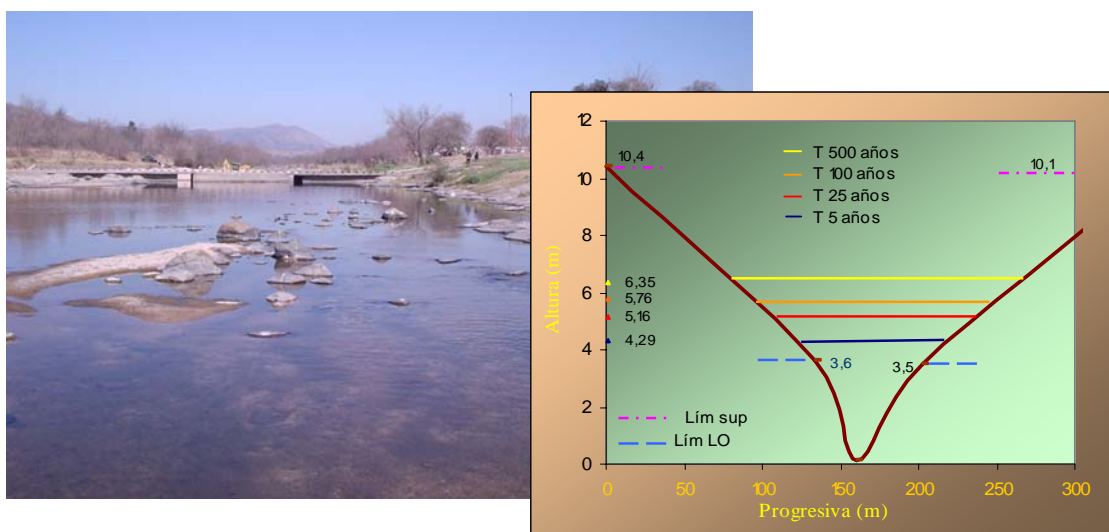 12
10
8
6
4
2
0
Altura (m)
10,4
10,1
T 500 años
T 100 años
T 25 años
T 5 años
6,35
5,76
5,16
4,29
3,6
3,5
Lím sup
Lím LO
0 50 100 150 200 250 300
Progresiva (m)